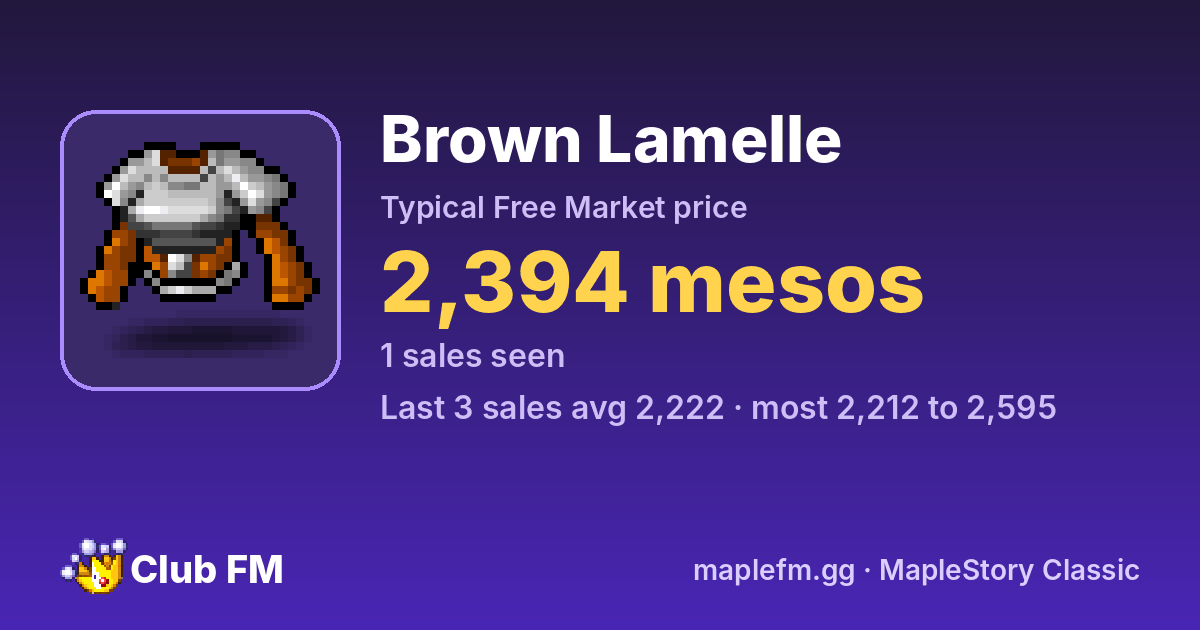 Brown Lamelle
Typical Free Market price
2,394 mesos
1 sales seen
Last 3 sales avg 2,222 · most 2,212 to 2,595
Club FM
maplefm.gg · MapleStory Classic